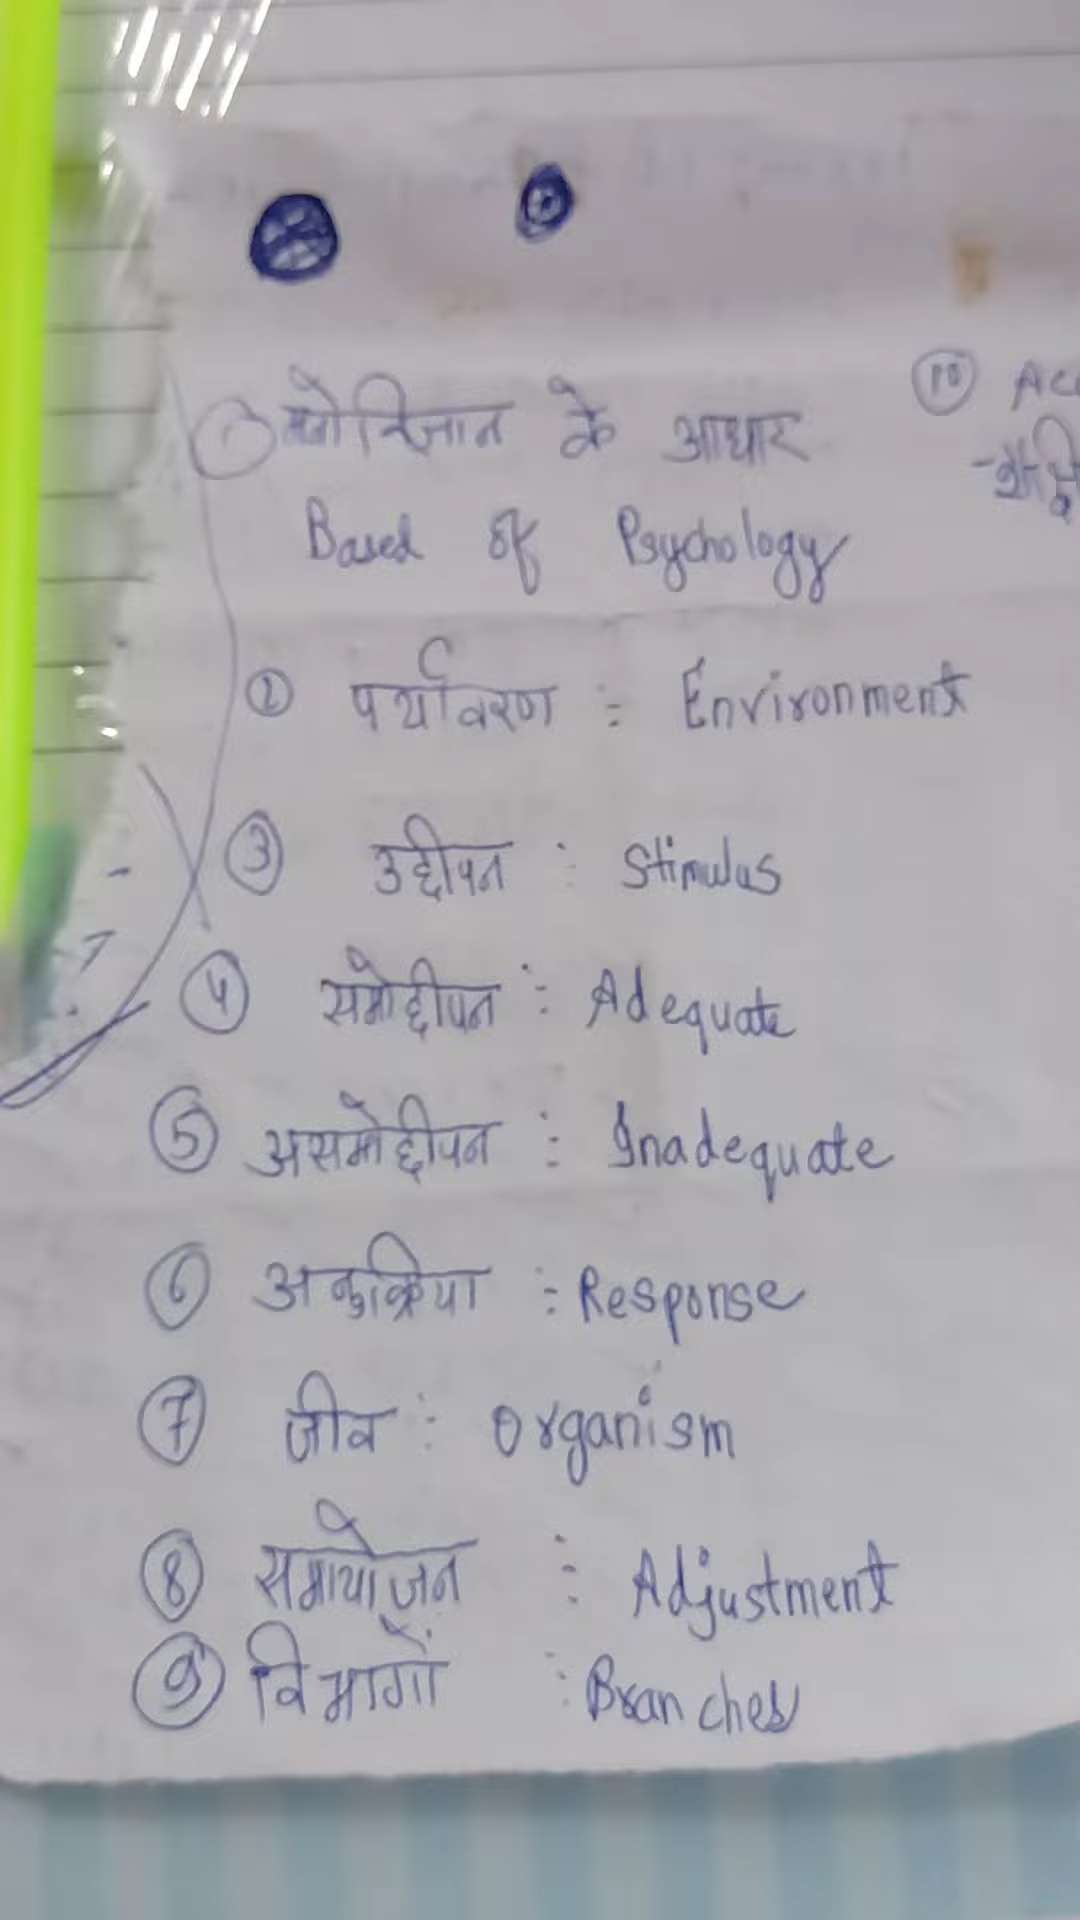 ① मनोविज्ञान के आधार
Based of Psychology
② पर्यावरण : Environment
③ उद्दीपन : Stimulus
④ समोद्दीपन : Adequate
⑤ असमोद्दीपन : Inadequate
⑥ अनुक्रिया : Response
⑦ जीव : Organism
⑧ समायोजन : Adjustment
⑨ विभागों : Branches
⑩